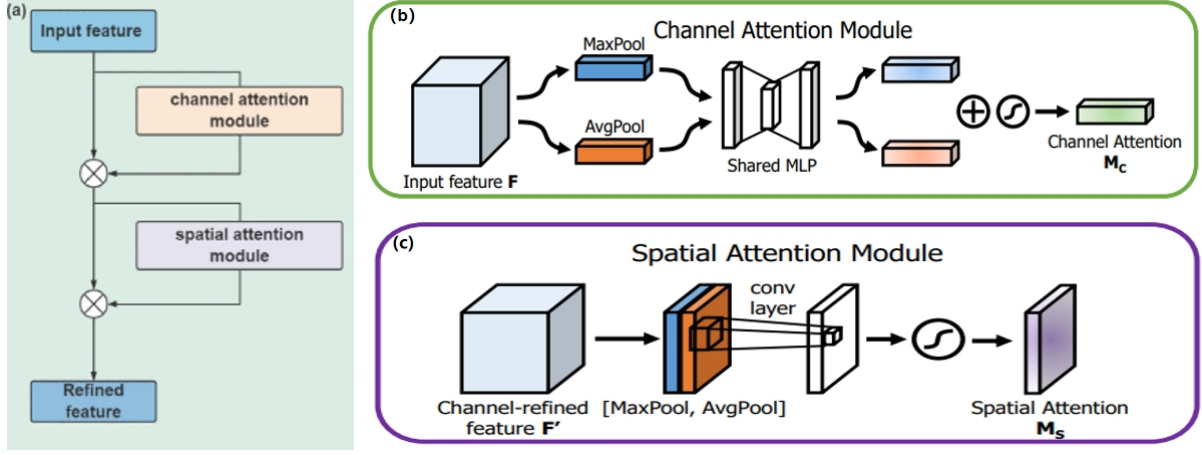 (a)
Input feature
channel attention
module
spatial attention
module
Refined
feature
(b)
Channel Attention Module
MaxPool
AvgPool
Input feature F
Shared MLP
Channel Attention
Mc
(c)
Spatial Attention Module
conv
layer
Channel-refined
feature F’
[MaxPool, AvgPool]
Spatial Attention
Ms